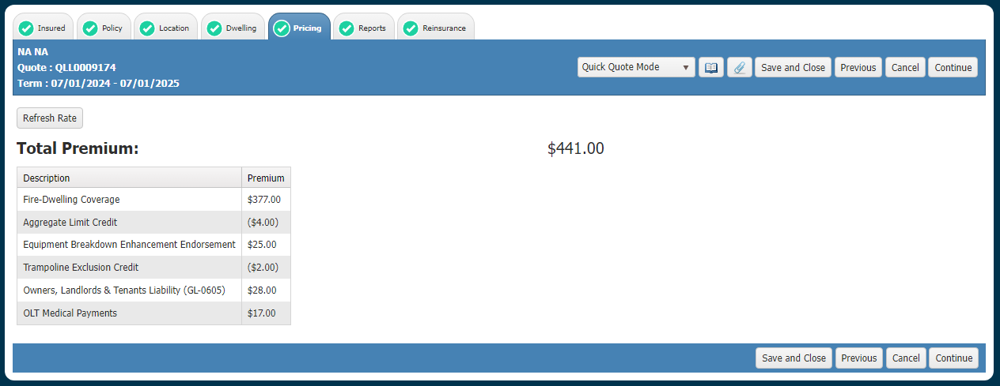 Insured Policy Location Dwelling Pricing Reports Reinsurance
NA NA
Quote : QLL0009174
Term : 07/01/2024 - 07/01/2025
Quick Quote Mode Save and Close Previous Cancel Continue
Refresh Rate
Total Premium: $441.00
Description Premium
Fire-Dwelling Coverage $377.00
Aggregate Limit Credit ($4.00)
Equipment Breakdown Enhancement Endorsement $25.00
Trampoline Exclusion Credit ($2.00)
Owners, Landlords & Tenants Liability (GL-0605) $28.00
OLT Medical Payments $17.00
Save and Close Previous Cancel Continue